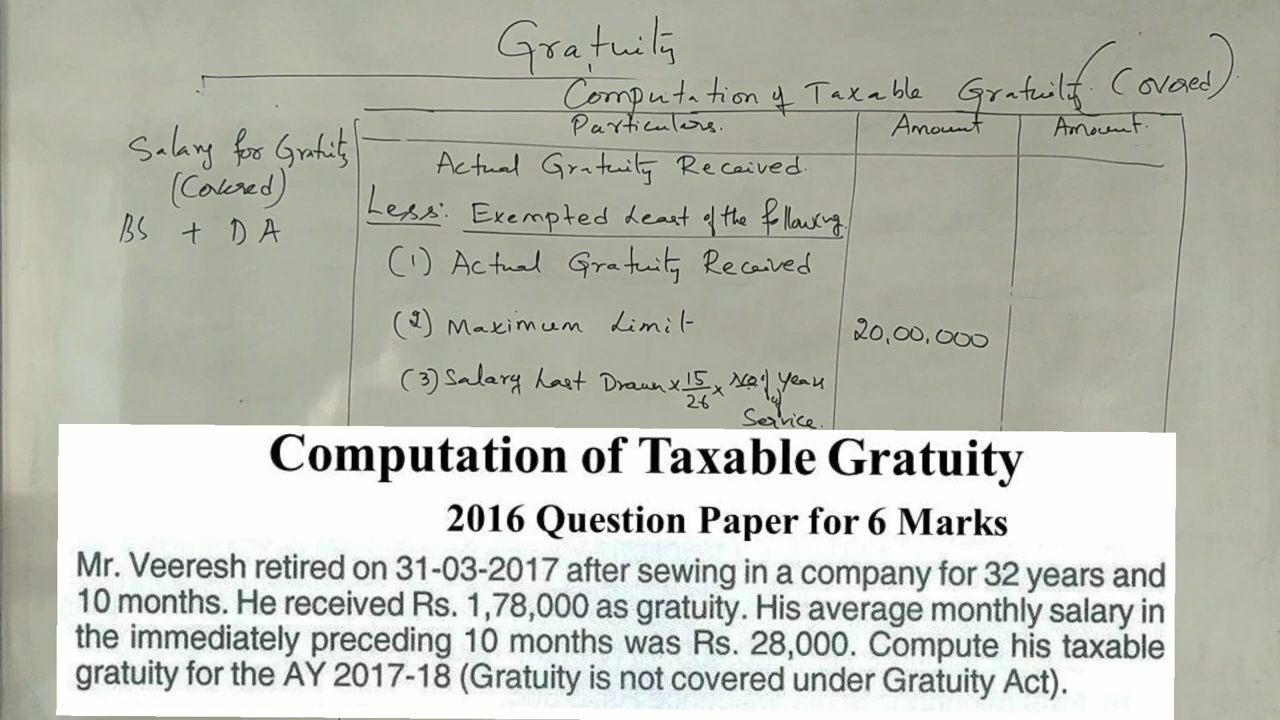 Gratuity
Computation of Taxable Gratuity (Covered)
Particulars. Amount Amount.
Salary for Gratuity
(Covered)
BS + DA
Actual Gratuity Received.
Less: Exempted Least of the following.
(1) Actual Gratuity Received
(2) Maximum Limit 20,00,000
(3) Salary Last Drawn x 15/26 x No of Years of
Service.
Computation of Taxable Gratuity
2016 Question Paper for 6 Marks
Mr. Veeresh retired on 31-03-2017 after sewing in a company for 32 years and
10 months. He received Rs. 1,78,000 as gratuity. His average monthly salary in
the immediately preceding 10 months was Rs. 28,000. Compute his taxable
gratuity for the AY 2017-18 (Gratuity is not covered under Gratuity Act).